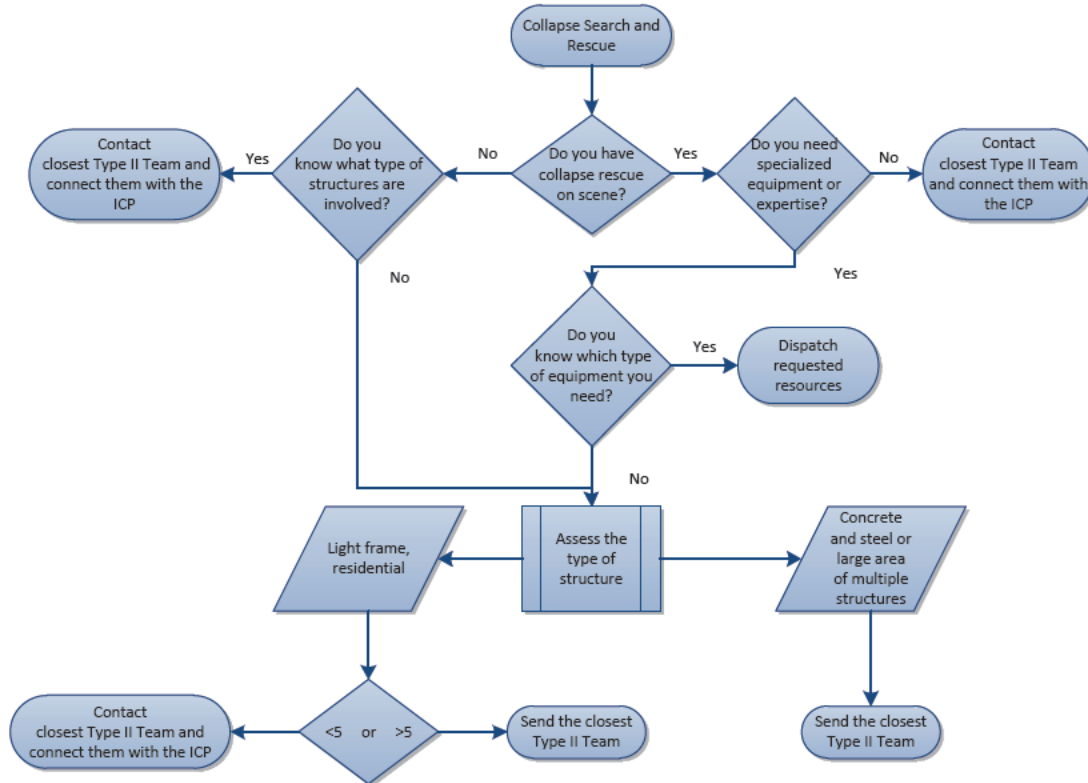 Collapse Search and
Rescue
Contact
closest Type II Team and
connect them with the
ICP
Yes
Do you
know what type of
structures are
involved?
No
Do you have
collapse rescue
on scene?
Yes
Do you need
specialized
equipment or
expertise?
No
Contact
closest Type II Team
and connect them with
the ICP
No
Yes
Do you
know which type
of equipment you
need?
Yes
Dispatch
requested
resources
No
Light frame,
residential
Assess the
type of
structure
Concrete
and steel or
large area
of multiple
structures
Contact
closest Type II Team and
connect them with the ICP
<5 or >5
Send the closest
Type II Team
Send the closest
Type II Team